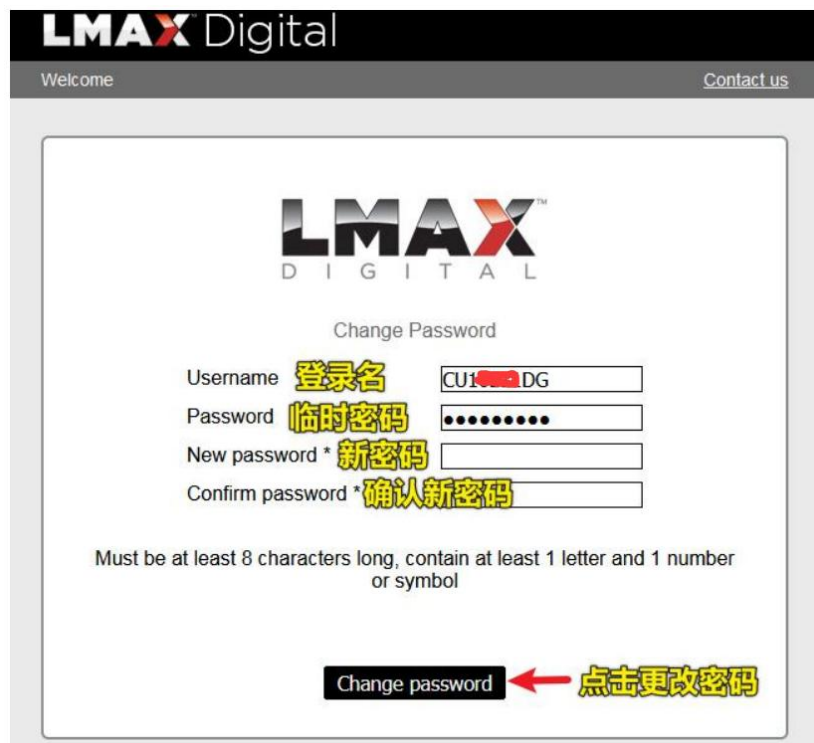 LMAX Digital
Welcome Contact us
LMAX™
DIGITAL
Change Password
Username 登录名 DG
Password 临时密码 ●●●●●●●●●
New password * 新密码
Confirm password * 确认新密码
Must be at least 8 characters long, contain at least 1 letter and 1 number
or symbol
Change password 点击更改密码